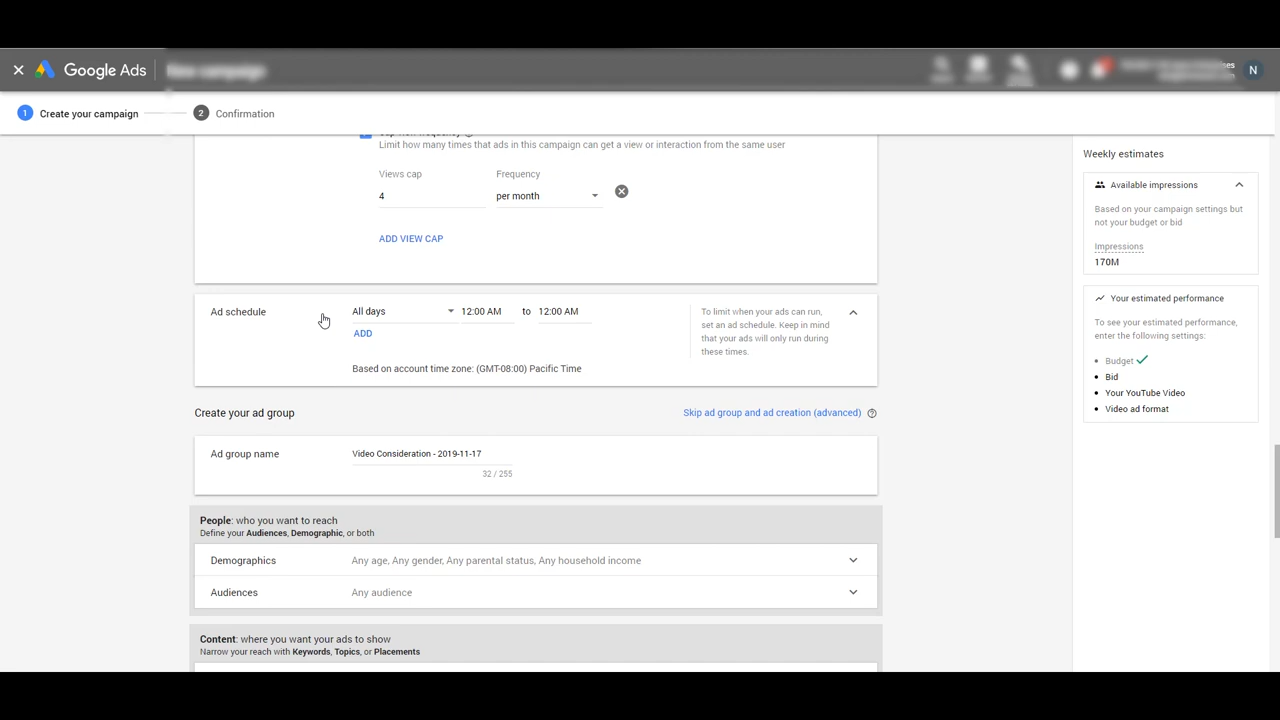 Google Ads
New campaign
N
1 Create your campaign
2 Confirmation
Limit how many times that ads in this campaign can get a view or interaction from the same user
Views cap
Frequency
4
per month
ADD VIEW CAP
Ad schedule
All days
12:00 AM to 12:00 AM
ADD
Based on account time zone: (GMT-08:00) Pacific Time
To limit when your ads can run,
set an ad schedule. Keep in mind
that your ads will only run during
these times.
Create your ad group
Skip ad group and ad creation (advanced)
Ad group name
Video Consideration - 2019-11-17
32 / 255
People: who you want to reach
Define your Audiences, Demographic, or both
Demographics
Any age, Any gender, Any parental status, Any household income
Audiences
Any audience
Content: where you want your ads to show
Narrow your reach with Keywords, Topics, or Placements
Weekly estimates
Available impressions
Based on your campaign settings but
not your budget or bid
Impressions
170M
Your estimated performance
To see your estimated performance,
enter the following settings:
Budget
Bid
Your YouTube Video
Video ad format